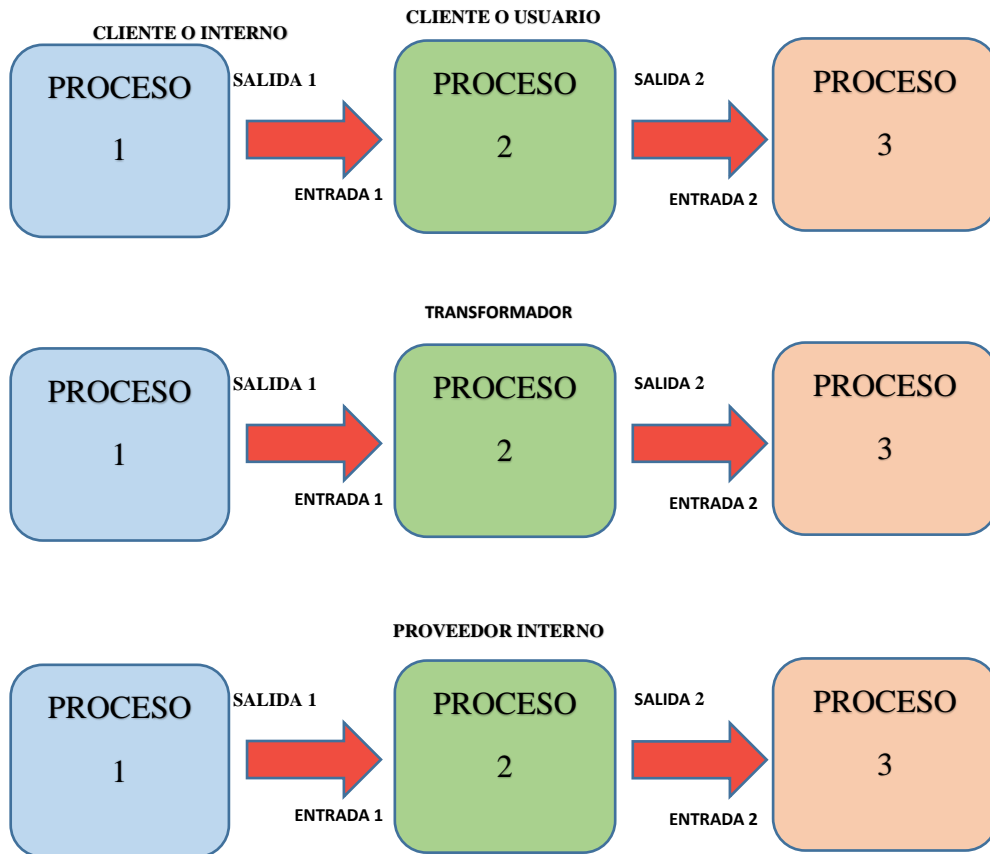 CLIENTE O USUARIO
CLIENTE O INTERNO
PROCESO
1
SALIDA 1
ENTRADA 1
PROCESO
2
SALIDA 2
ENTRADA 2
PROCESO
3
TRANSFORMADOR
PROCESO
1
SALIDA 1
ENTRADA 1
PROCESO
2
SALIDA 2
ENTRADA 2
PROCESO
3
PROVEEDOR INTERNO
PROCESO
1
SALIDA 1
ENTRADA 1
PROCESO
2
SALIDA 2
ENTRADA 2
PROCESO
3